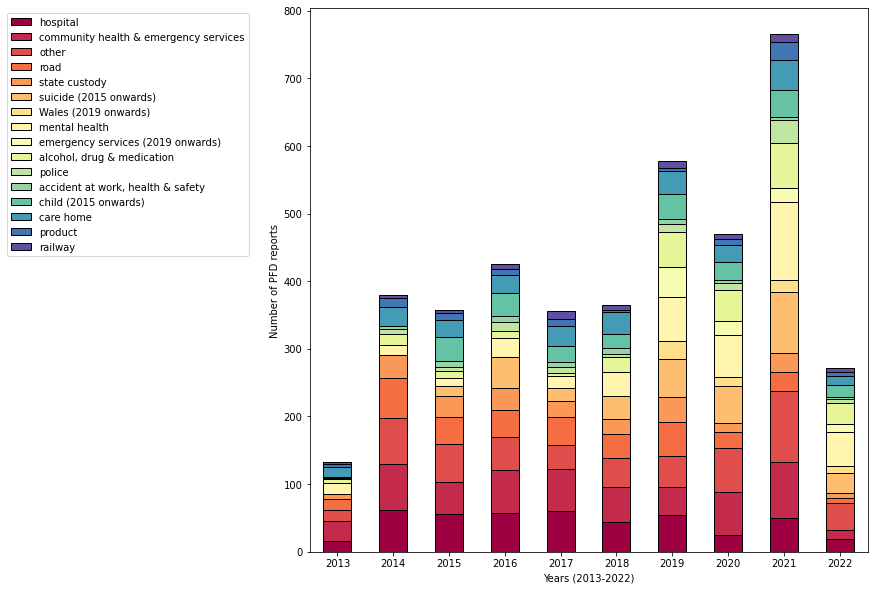 hospital
community health & emergency services
other
road
state custody
suicide (2015 onwards)
Wales (2019 onwards)
mental health
emergency services (2019 onwards)
alcohol, drug & medication
police
accident at work, health & safety
child (2015 onwards)
care home
product
railway
Number of PFD reports
800
700
600
500
400
300
200
100
0
2013 2014 2015 2016 2017 2018 2019 2020 2021 2022
Years (2013-2022)